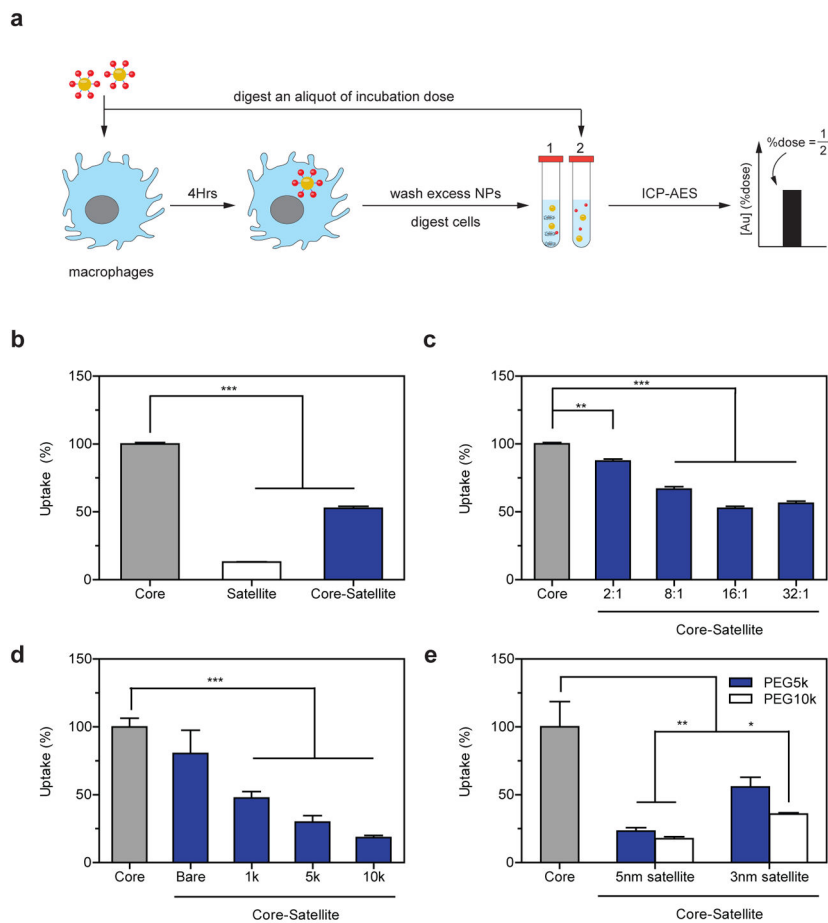 a
digest an aliquot of incubation dose
1 2
%dose = 1/2
4Hrs
wash excess NPs
digest cells
ICP-AES
[Au] (%dose)
macrophages
b
150
100
50
0
Uptake (%)
***
Core Satellite Core-Satellite
c
150
100
50
0
Uptake (%)
***
**
Core 2:1 8:1 16:1 32:1
Core-Satellite
d
150
100
50
0
Uptake (%)
***
Core Bare 1k 5k 10k
Core-Satellite
e
150
100
50
0
Uptake (%)
PEG5k
PEG10k
** *
Core 5nm satellite 3nm satellite
Core-Satellite